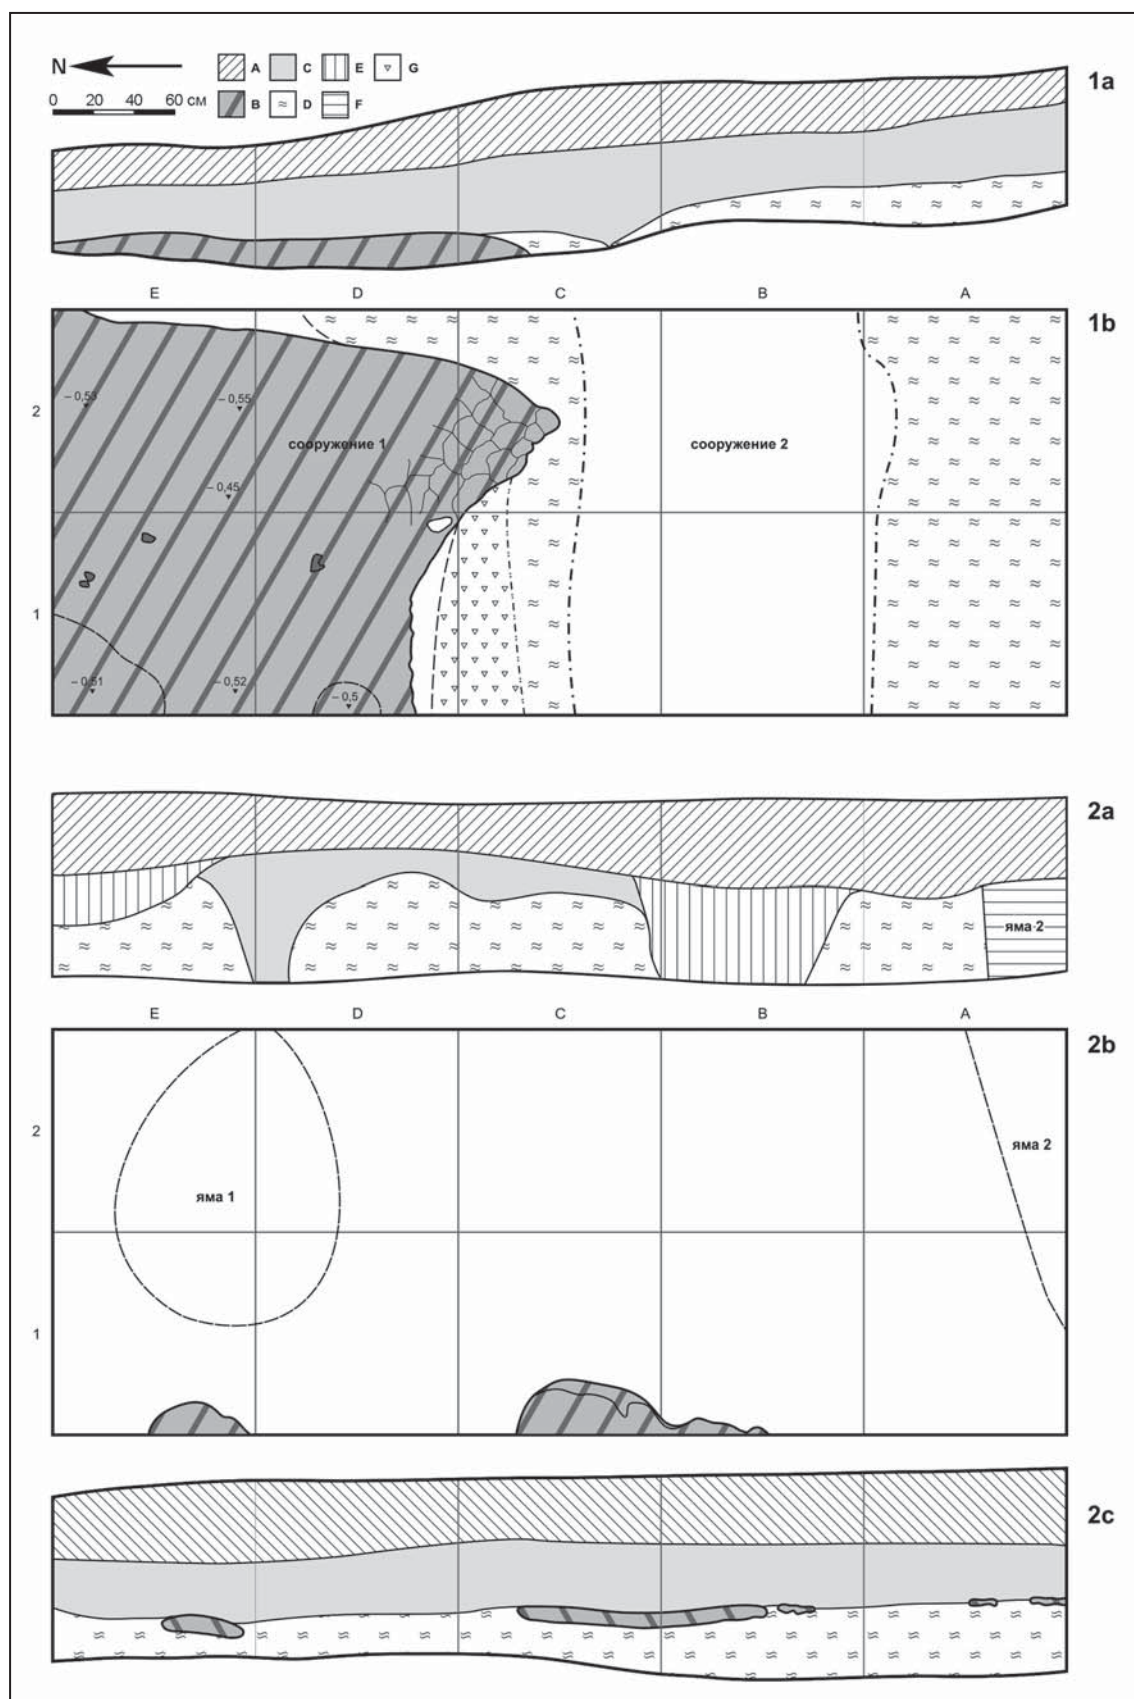 N
A C E G
0 20 40 60 см
B D F
1a
E D C B A
1b
2
– 0,53
– 0,55
сооружение 1
сооружение 2
– 0,45
1
– 0,51
– 0,52
– 0,5
2a
яма 2
E D C B A
2b
2
яма 2
яма 1
1
2c